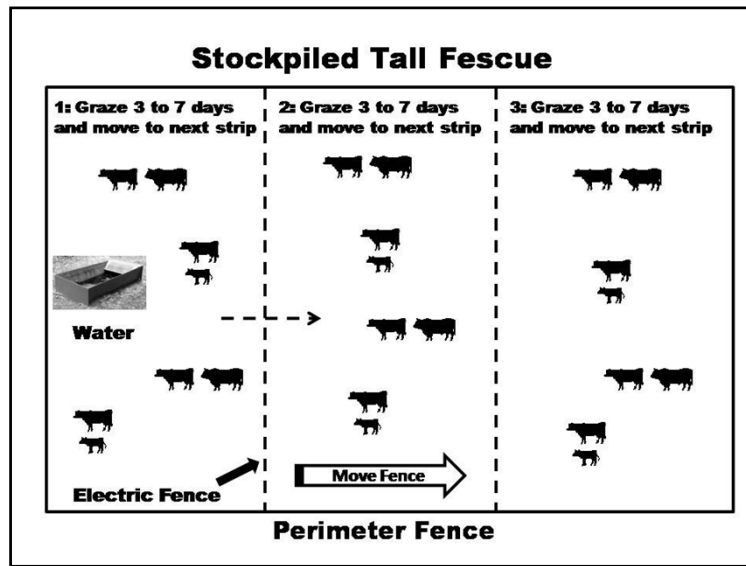 Stockpiled Tall Fescue
1: Graze 3 to 7 days
and move to next strip
2: Graze 3 to 7 days
and move to next strip
3: Graze 3 to 7 days
and move to next strip
Water
Electric Fence
Move Fence
Perimeter Fence